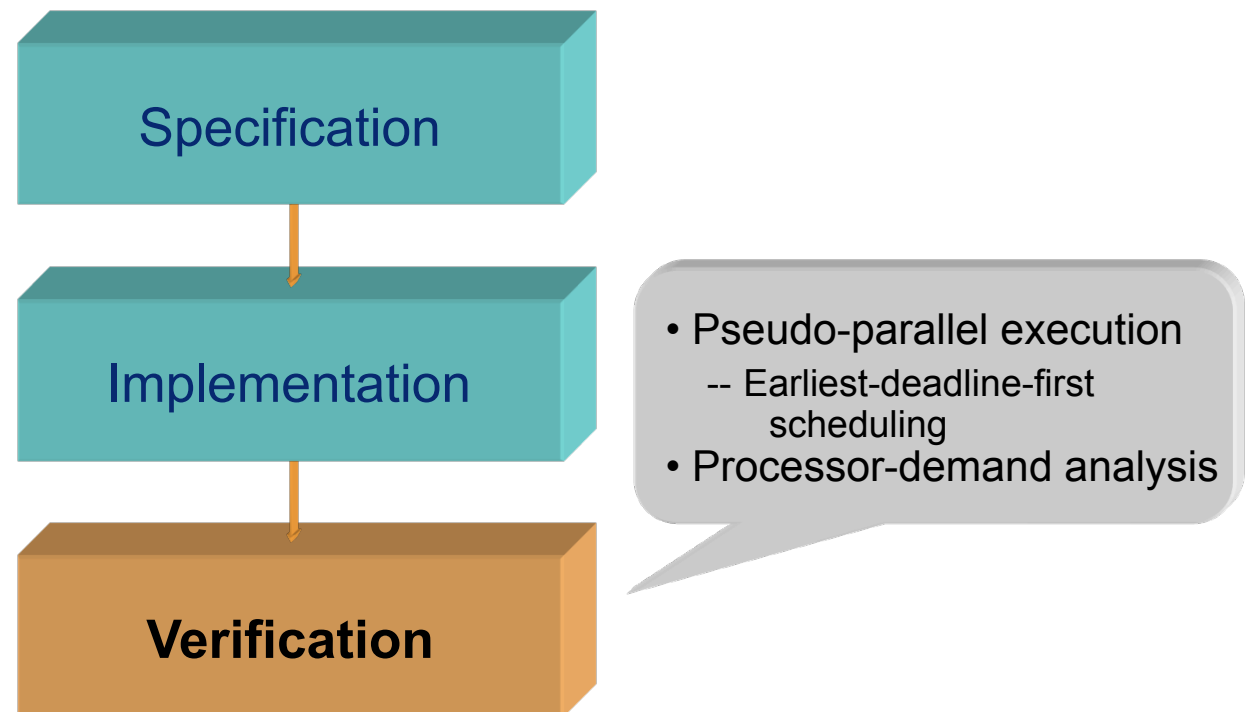 Specification
Implementation
• Pseudo-parallel execution
-- Earliest-deadline-first
scheduling
• Processor-demand analysis
Verification